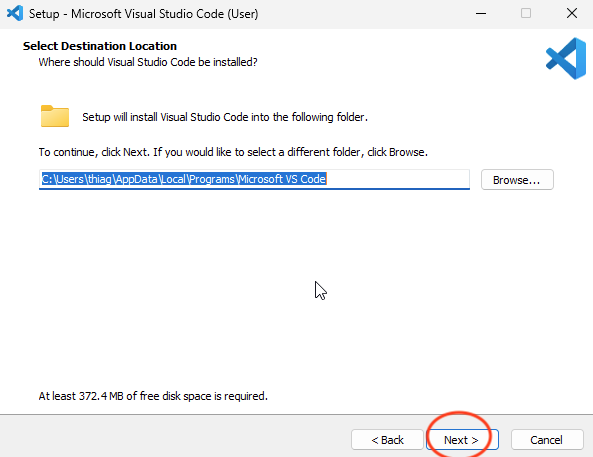 Setup - Microsoft Visual Studio Code (User)
Select Destination Location
Where should Visual Studio Code be installed?
Setup will install Visual Studio Code into the following folder.
To continue, click Next. If you would like to select a different folder, click Browse.
C:\Users\thiag\AppData\Local\Programs\Microsoft VS Code
Browse...
At least 372.4 MB of free disk space is required.
< Back
Next >
Cancel